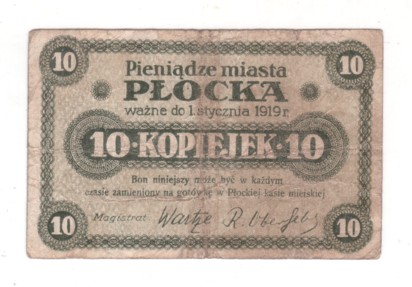 10 10
Pieniądze miasta
PŁOCKA
ważne do 1. stycznia 1919 r.
10·KOPIEJEK·10
Bon niniejszy może być w każdym
czasie zamieniony na gotówkę w Płockiej kasie miejskiej
10 Magistrat 10